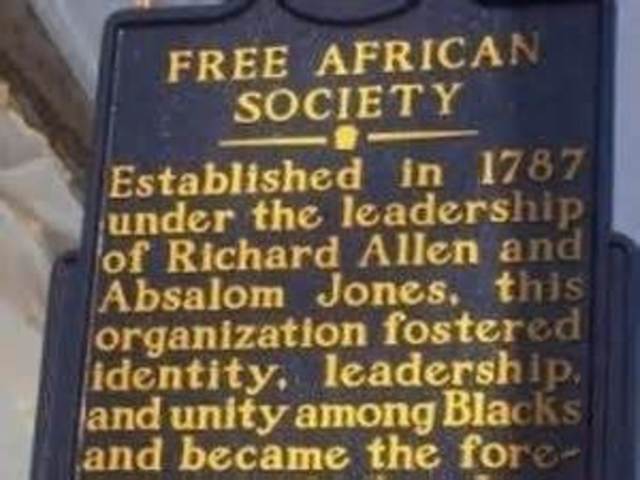 FREE AFRICAN
SOCIETY
Established in 1787
under the leadership
of Richard Allen and
Absalom Jones, this
organization fostered
identity, leadership,
and unity among Blacks
and became the fore-